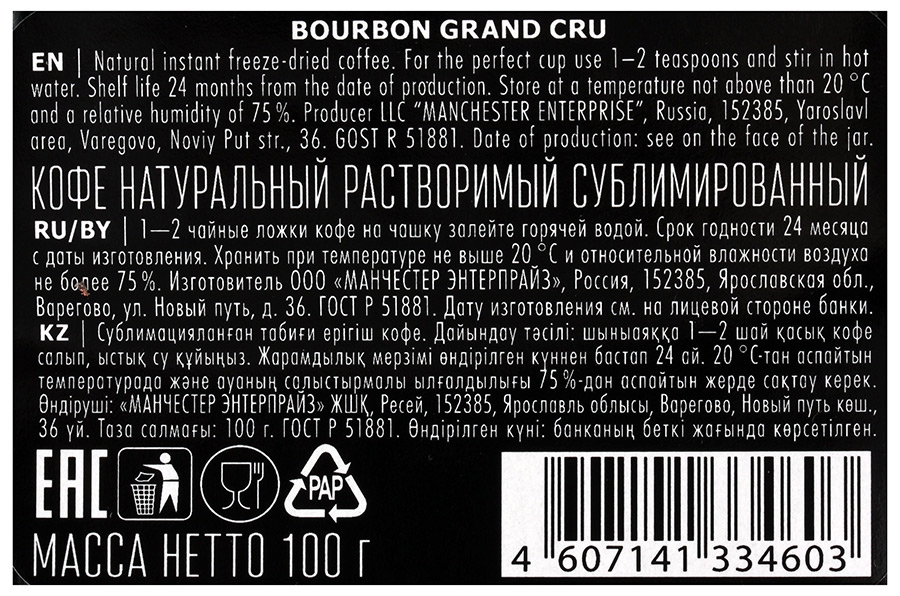 BOURBON GRAND CRU
EN | Natural instant freeze-dried coffee. For the perfect cup use 1–2 teaspoons and stir in hot
water. Shelf life 24 months from the date of production. Store at a temperature not above than 20 °C
and a relative humidity of 75 %. Producer LLC “MANCHESTER ENTERPRISE”, Russia, 152385, Yaroslavl
area, Varegovo, Noviy Put str., 36. GOST R 51881. Date of production: see on the face of the jar.
КОФЕ НАТУРАЛЬНЫЙ РАСТВОРИМЫЙ СУБЛИМИРОВАННЫЙ
RU/BY | 1–2 чайные ложки кофе на чашку залейте горячей водой. Срок годности 24 месяца
с даты изготовления. Хранить при температуре не выше 20 °С и относительной влажности воздуха
не более 75 %. Изготовитель ООО «МАНЧЕСТЕР ЭНТЕРПРАЙЗ», Россия, 152385, Ярославская обл.,
Варегово, ул. Новый путь, д. 36. ГОСТ Р 51881. Дату изготовления см. на лицевой стороне банки.
KZ | Сублимацияланған табиғи ерігіш кофе. Дайындау тәсілі: шыныаяққа 1–2 шай қасық кофе
салып, ыстық су құйыңыз. Жарамдылық мерзімі өндірілген күннен бастап 24 ай. 20 °С-тан аспайтын
температурада және ауаның салыстырмалы ылғалдылығы 75 %-дан аспайтын жерде сақтау керек.
Өндіруші: «МАНЧЕСТЕР ЭНТЕРПРАЙЗ» ЖШҚ, Ресей, 152385, Ярославль облысы, Варегово, Новый путь көш.,
36 үй. Таза салмағы: 100 г. ГОСТ Р 51881. Өндірілген күні: банканың беткі жағында көрсетілген.
EAC
PAP
МАССА НЕТТО 100 г
4 607141 334603